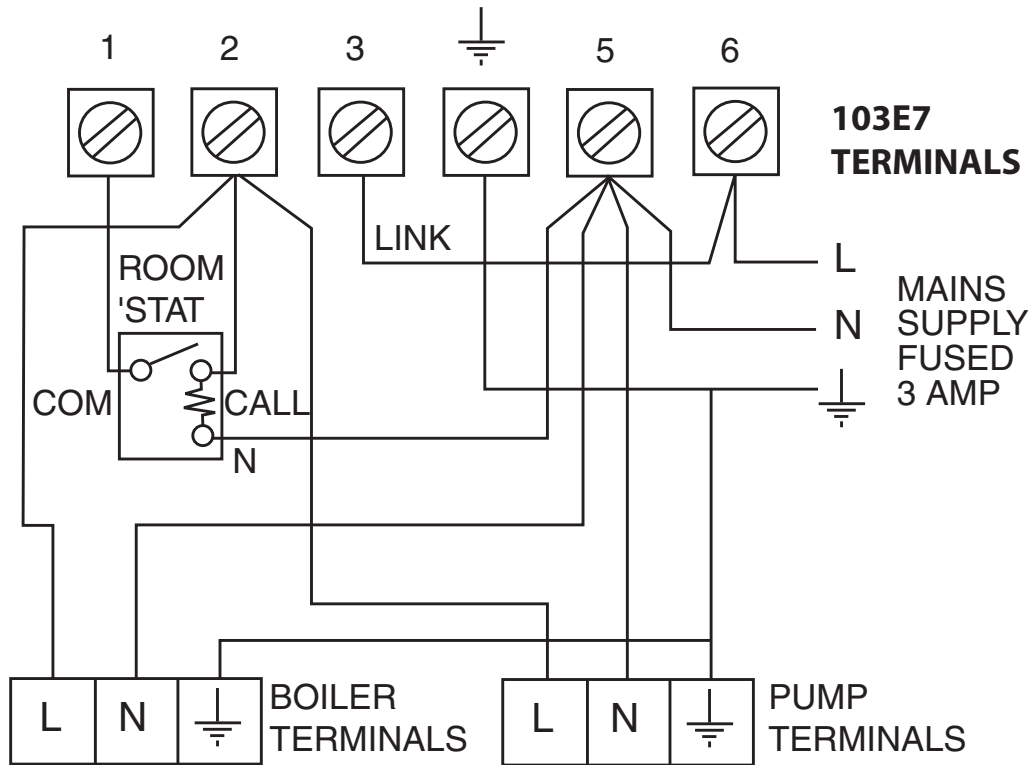 1 2 3 5 6
103E7
TERMINALS
LINK
L
ROOM
'STAT
MAINS
N SUPPLY
FUSED
3 AMP
COM CALL
N
L N BOILER
TERMINALS
L N PUMP
TERMINALS